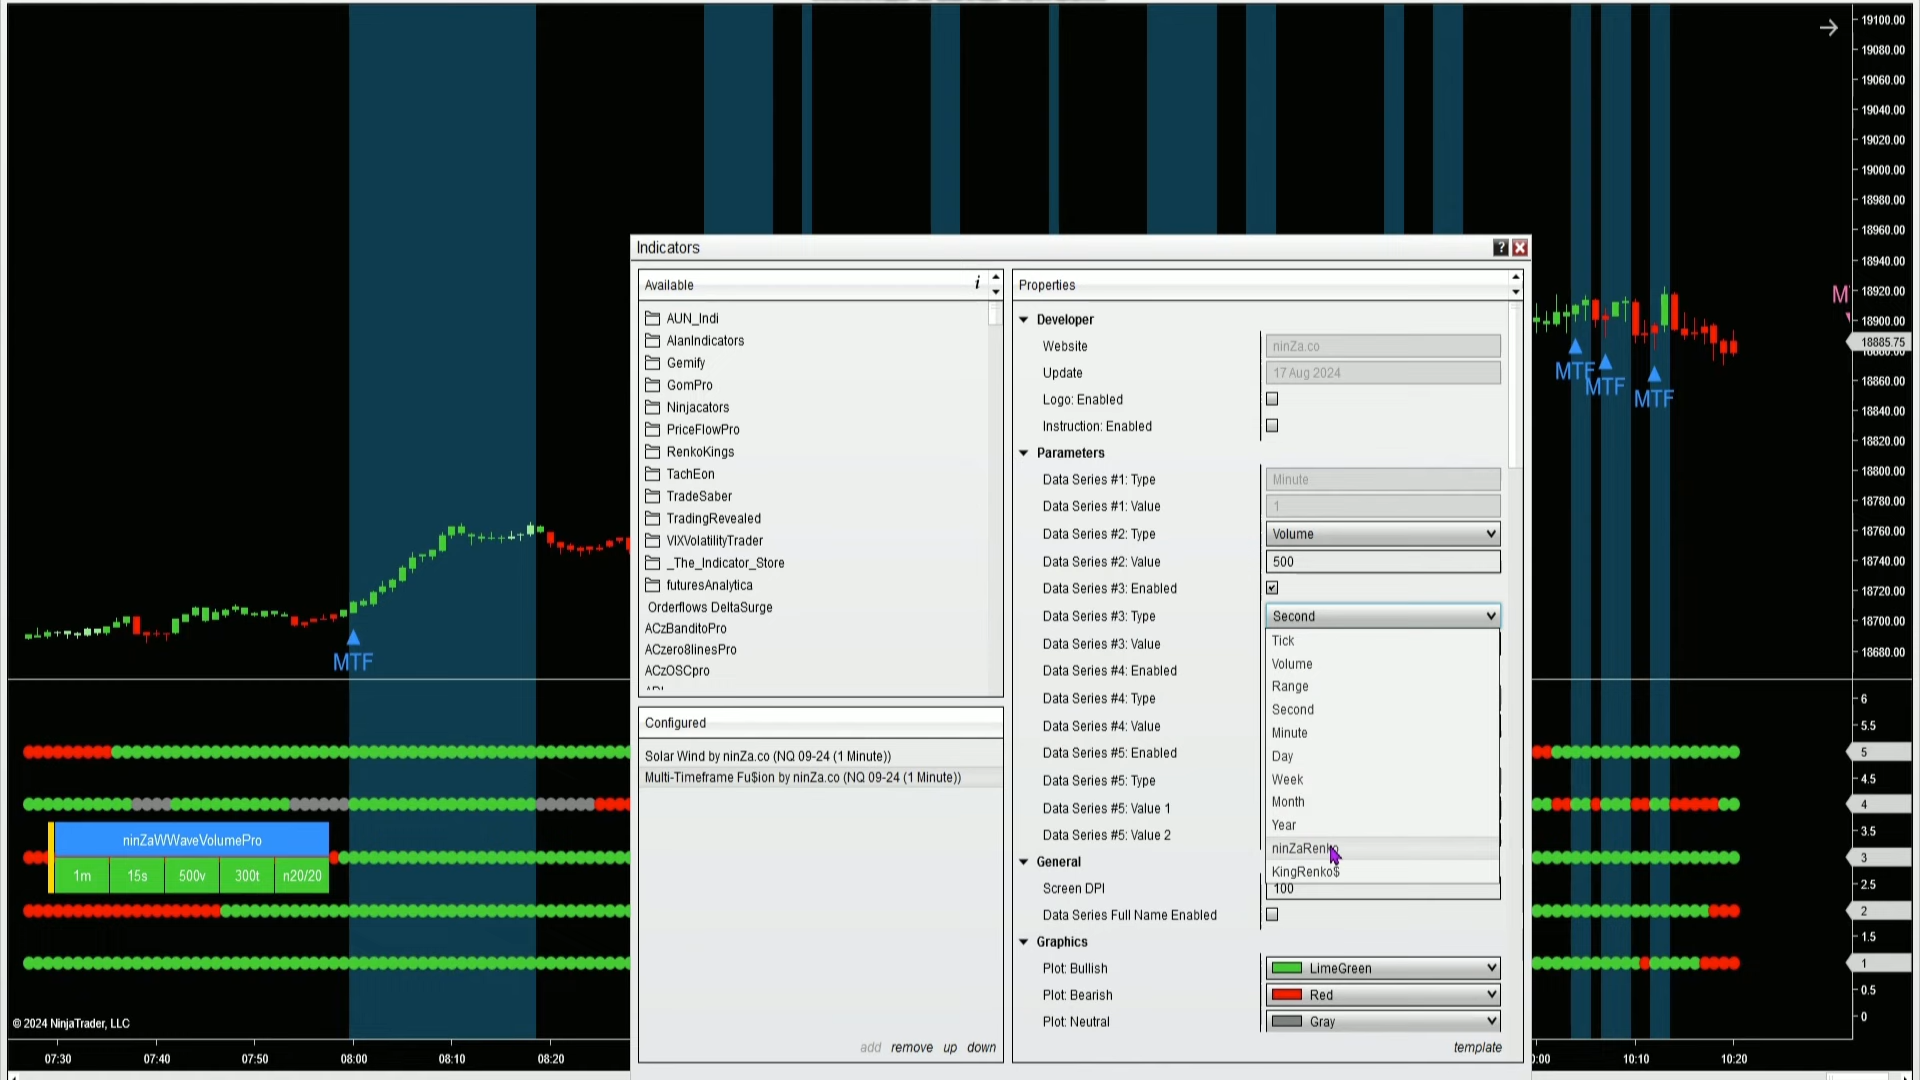 19100.00
19080.00
19060.00
19040.00
19020.00
19000.00
18980.00
18960.00
18940.00
18920.00
18900.00
18885.75
18860.00
18840.00
18820.00
18800.00
18780.00
18760.00
18740.00
18720.00
18700.00
18680.00
M
MTF
MTF
MTF
MTF
Indicators
?
Available
i
AUN_Indi
AlanIndicators
Gemify
GomPro
Ninjacators
PriceFlowPro
RenkoKings
TachEon
TradeSaber
TradingRevealed
VIXVolatilityTrader
_The_Indicator_Store
futuresAnalytica
Orderflows DeltaSurge
ACzBanditoPro
ACzero8linesPro
ACzOSCpro
Configured
Solar Wind by ninZa.co (NQ 09-24 (1 Minute))
Multi-Timeframe Fu$ion by ninZa.co (NQ 09-24 (1 Minute))
add remove up down
Properties
Developer
Website ninZa.co
Update 17 Aug 2024
Logo: Enabled
Instruction: Enabled
Parameters
Data Series #1: Type Minute
Data Series #1: Value 1
Data Series #2: Type Volume
Data Series #2: Value 500
Data Series #3: Enabled
Data Series #3: Type Second
Data Series #3: Value
Data Series #4: Enabled
Data Series #4: Type
Data Series #4: Value
Data Series #5: Enabled
Data Series #5: Type
Data Series #5: Value 1
Data Series #5: Value 2
Tick
Volume
Range
Second
Minute
Day
Week
Month
Year
ninZaRenko
KingRenko$
General
Screen DPI 100
Data Series Full Name Enabled
Graphics
Plot: Bullish LimeGreen
Plot: Bearish Red
Plot: Neutral Gray
template
ninZaWWaveVolumePro
1m 15s 500v 300t n20/20
6
5.5
5
4.5
4
3.5
3
2.5
2
1.5
1
0.5
0
© 2024 NinjaTrader, LLC
07:30 07:40 07:50 08:00 08:10 08:20 0:00 10:10 10:20